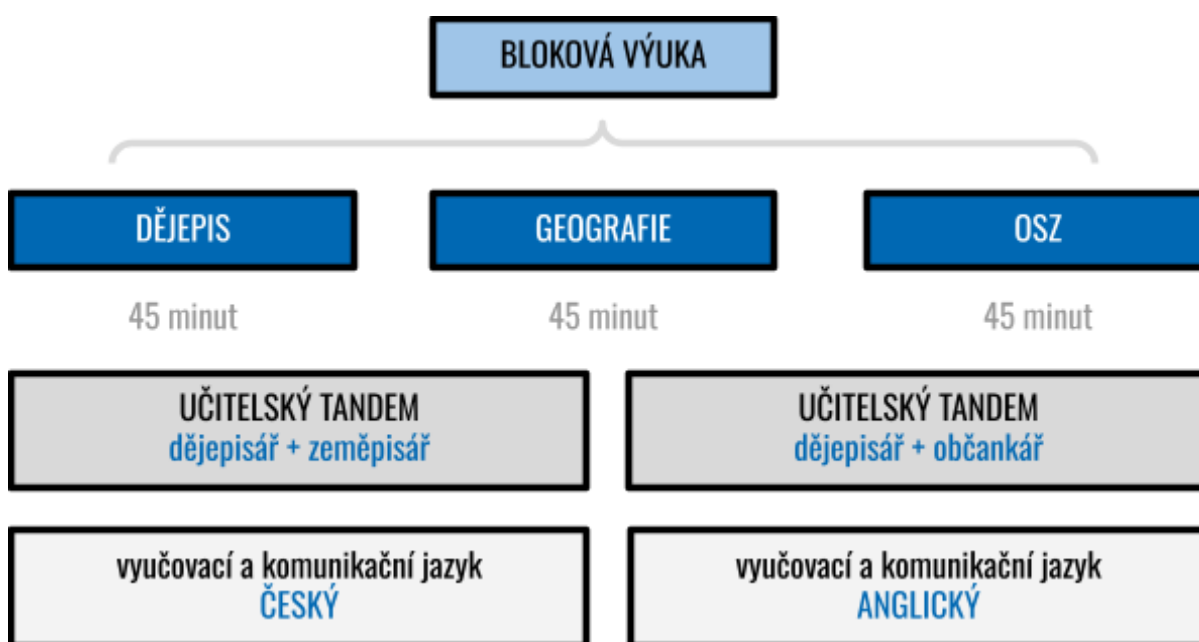 BLOKOVÁ VÝUKA
DĚJEPIS
GEOGRAFIE
OSZ
45 minut
45 minut
45 minut
UČITELSKÝ TANDEM
dějepisář + zeměpisář
UČITELSKÝ TANDEM
dějepisář + občankář
vyučovací a komunikační jazyk
ČESKÝ
vyučovací a komunikační jazyk
ANGLICKÝ